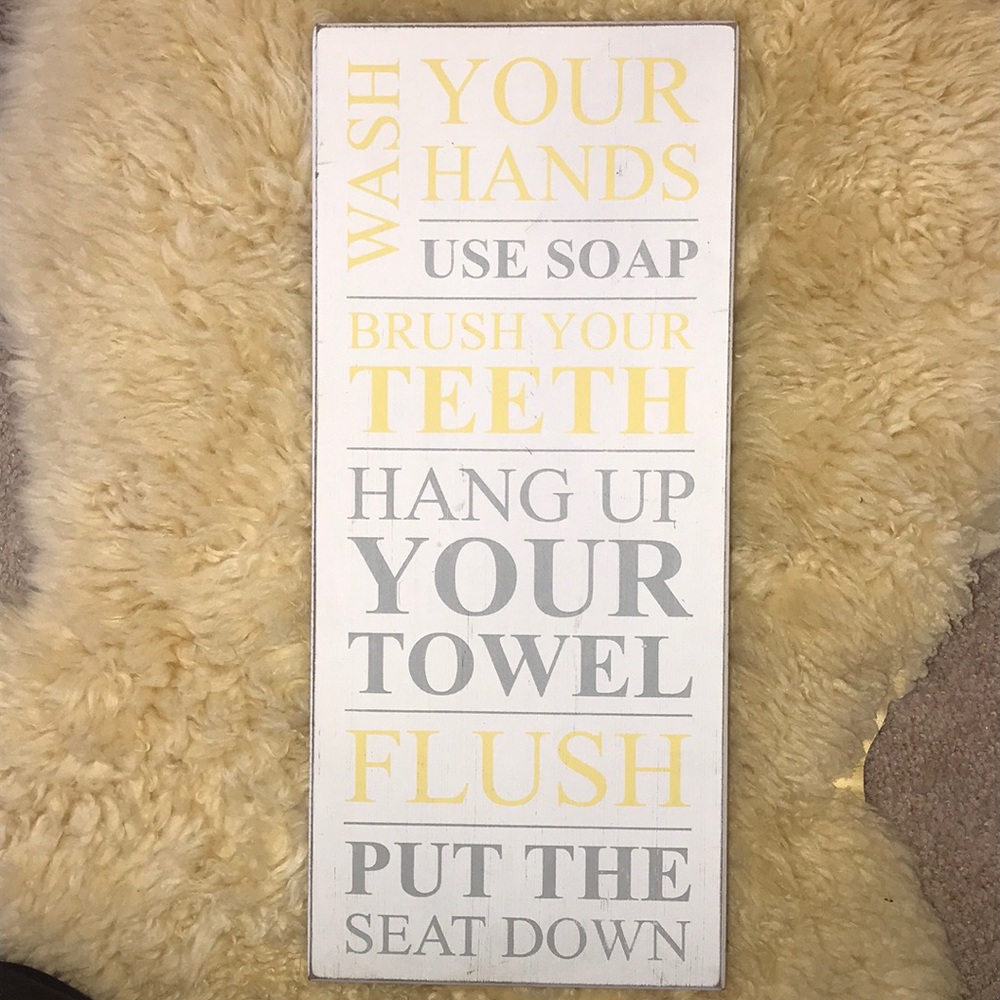 WASH
YOUR
HANDS
USE SOAP
BRUSH YOUR
TEETH
HANG UP
YOUR
TOWEL
FLUSH
PUT THE
SEAT DOWN